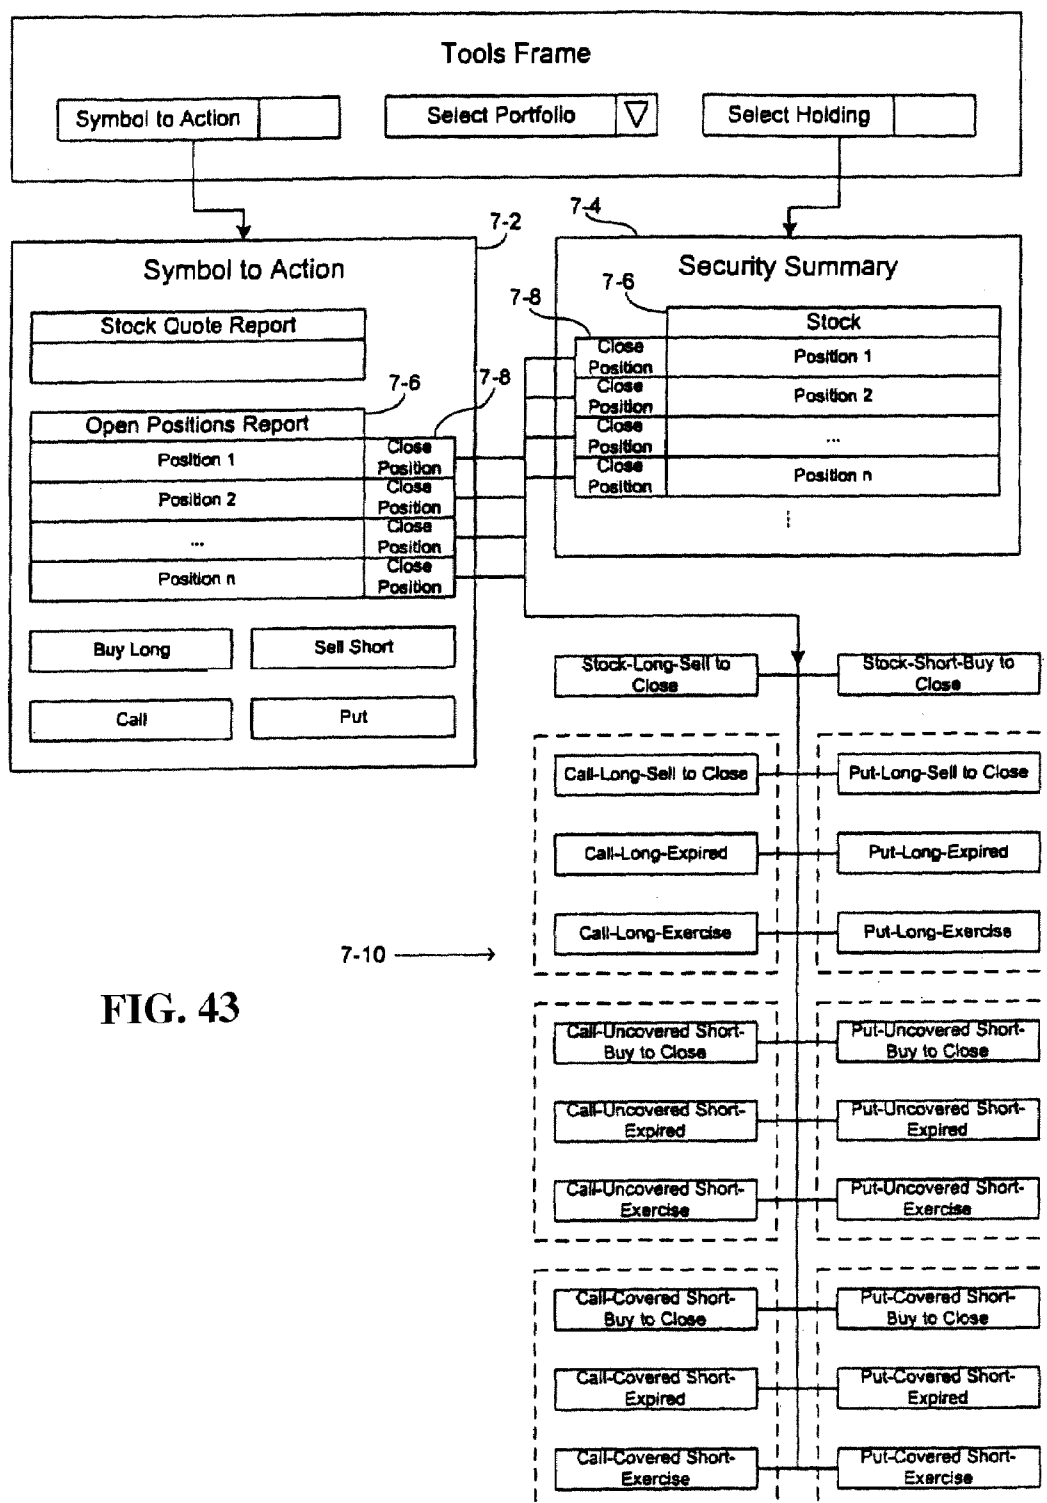 Tools Frame
Symbol to Action
Select Portfolio
Select Holding
7-2
7-4
Symbol to Action
Stock Quote Report
7-6
7-8
Open Positions Report
Position 1
Close
Position
Position 2
Close
Position
...
Close
Position
Position n
Close
Position
Buy Long
Sell Short
Call
Put
Security Summary
7-6
7-8
Stock
Close
Position
Position 1
Close
Position
Position 2
Close
Position
...
Close
Position
Position n
Stock-Long-Sell to
Close
Stock-Short-Buy to
Close
Call-Long-Sell to Close
Put-Long-Sell to Close
Call-Long-Expired
Put-Long-Expired
Call-Long-Exercise
Put-Long-Exercise
7-10
FIG. 43
Call-Uncovered Short-
Buy to Close
Put-Uncovered Short-
Buy to Close
Call-Uncovered Short-
Expired
Put-Uncovered Short-
Expired
Call-Uncovered Short-
Exercise
Put-Uncovered Short-
Exercise
Call-Covered Short-
Buy to Close
Put-Covered Short-
Buy to Close
Call-Covered Short-
Expired
Put-Covered Short-
Expired
Call-Covered Short-
Exercise
Put-Covered Short-
Exercise